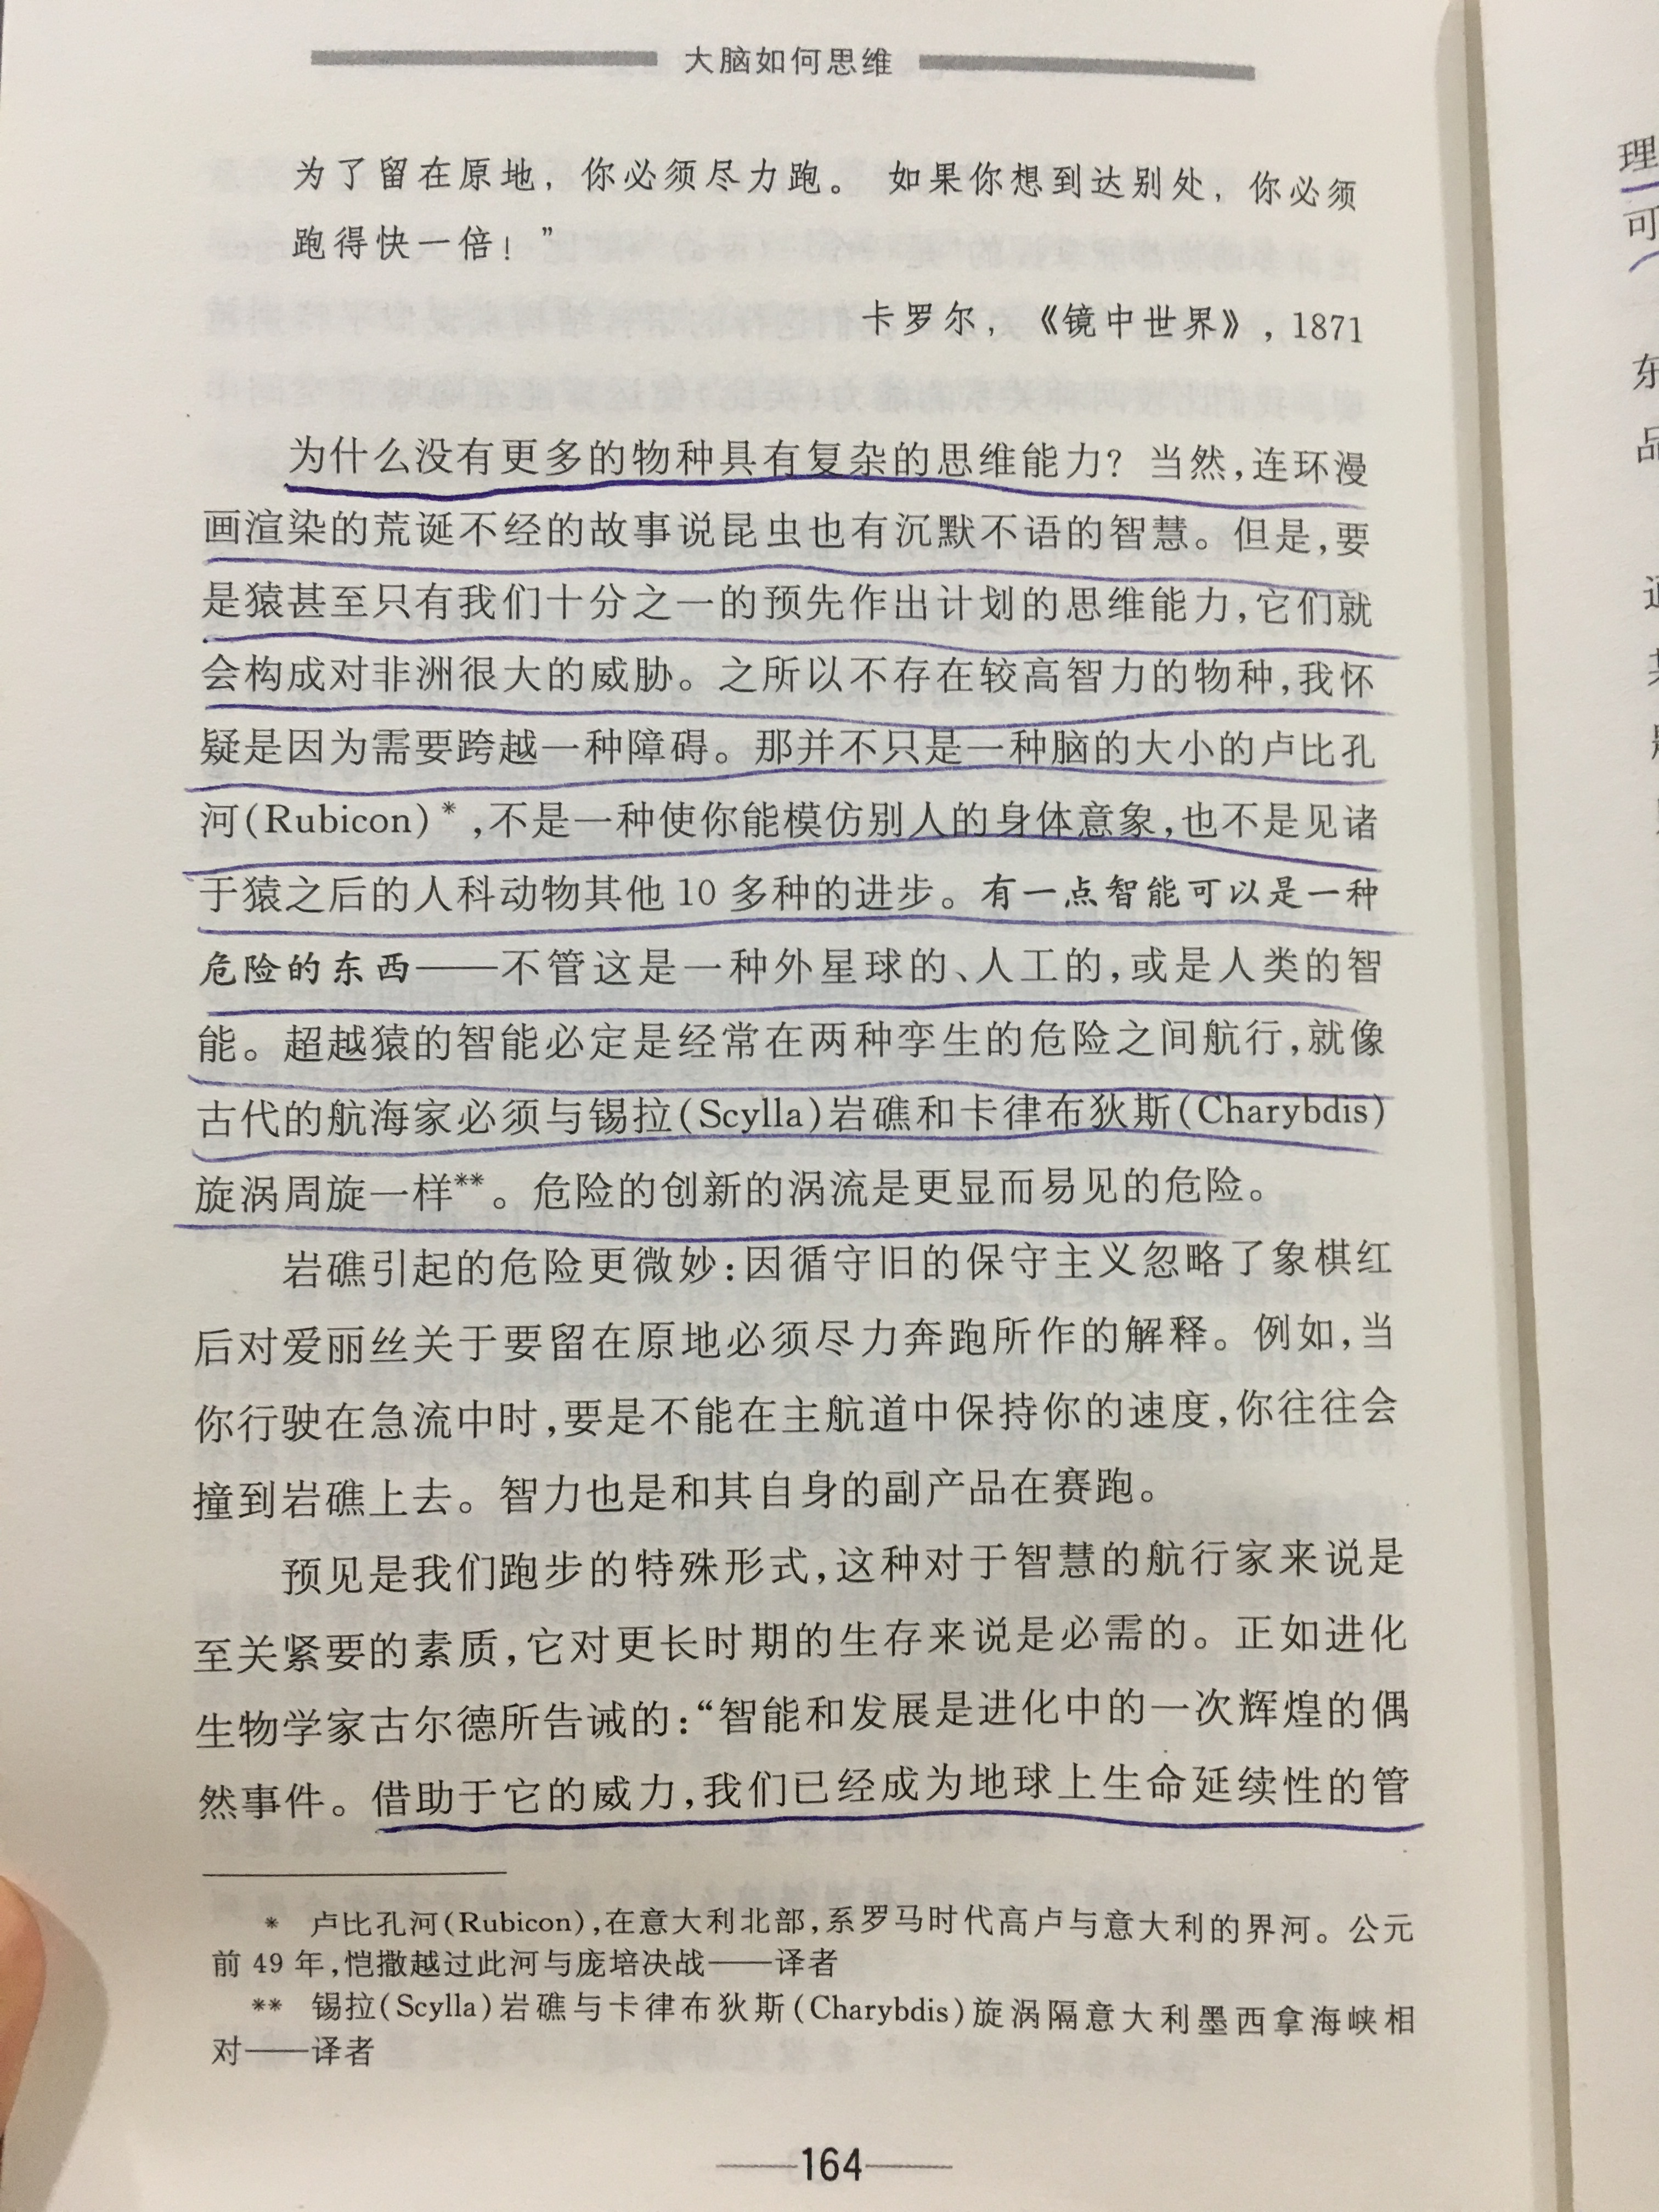 大脑如何思维
为了留在原地，你必须尽力跑。 如果你想到达别处，你必须
跑得快一倍！”
卡罗尔，《镜中世界》，1871
为什么没有更多的物种具有复杂的思维能力？当然，连环漫
画渲染的荒诞不经的故事说昆虫也有沉默不语的智慧。但是，要
是猿甚至只有我们十分之一的预先作出计划的思维能力，它们就
会构成对非洲很大的威胁。之所以不存在较高智力的物种，我怀
疑是因为需要跨越一种障碍。那并不只是一种脑的大小的卢比孔
河(Rubicon)*，不是一种使你能模仿别人的身体意象，也不是见诸
于猿之后的人科动物其他 10 多种的进步。有一点智能可以是一种
危险的东西——不管这是一种外星球的、人工的，或是人类的智
能。超越猿的智能必定是经常在两种孪生的危险之间航行，就像
古代的航海家必须与锡拉(Scylla)岩礁和卡律布狄斯(Charybdis)
旋涡周旋一样**。危险的创新的涡流是更显而易见的危险。
岩礁引起的危险更微妙：因循守旧的保守主义忽略了象棋红
后对爱丽丝关于要留在原地必须尽力奔跑所作的解释。例如，当
你行驶在急流中时，要是不能在主航道中保持你的速度，你往往会
撞到岩礁上去。智力也是和其自身的副产品在赛跑。
预见是我们跑步的特殊形式，这种对于智慧的航行家来说是
至关紧要的素质，它对更长时期的生存来说是必需的。正如进化
生物学家古尔德所告诫的：“智能和发展是进化中的一次辉煌的偶
然事件。借助于它的威力，我们已经成为地球上生命延续性的管
* 卢比孔河(Rubicon)，在意大利北部，系罗马时代高卢与意大利的界河。公元
前 49 年，恺撒越过此河与庞培决战——译者
** 锡拉(Scylla)岩礁与卡律布狄斯(Charybdis)旋涡隔意大利墨西拿海峡相
对——译者
164
理
可
东
品